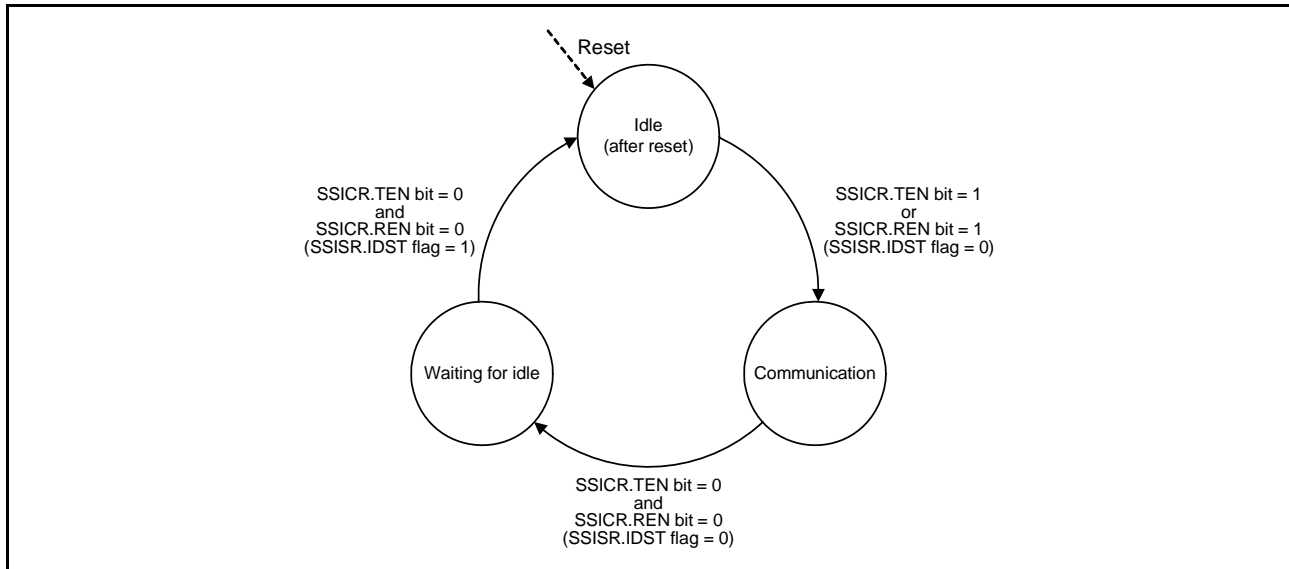 Reset
Idle
(after reset)
SSICR.TEN bit = 0
and
SSICR.REN bit = 0
(SSISR.IDST flag = 1)
SSICR.TEN bit = 1
or
SSICR.REN bit = 1
(SSISR.IDST flag = 0)
Waiting for idle
Communication
SSICR.TEN bit = 0
and
SSICR.REN bit = 0
(SSISR.IDST flag = 0)